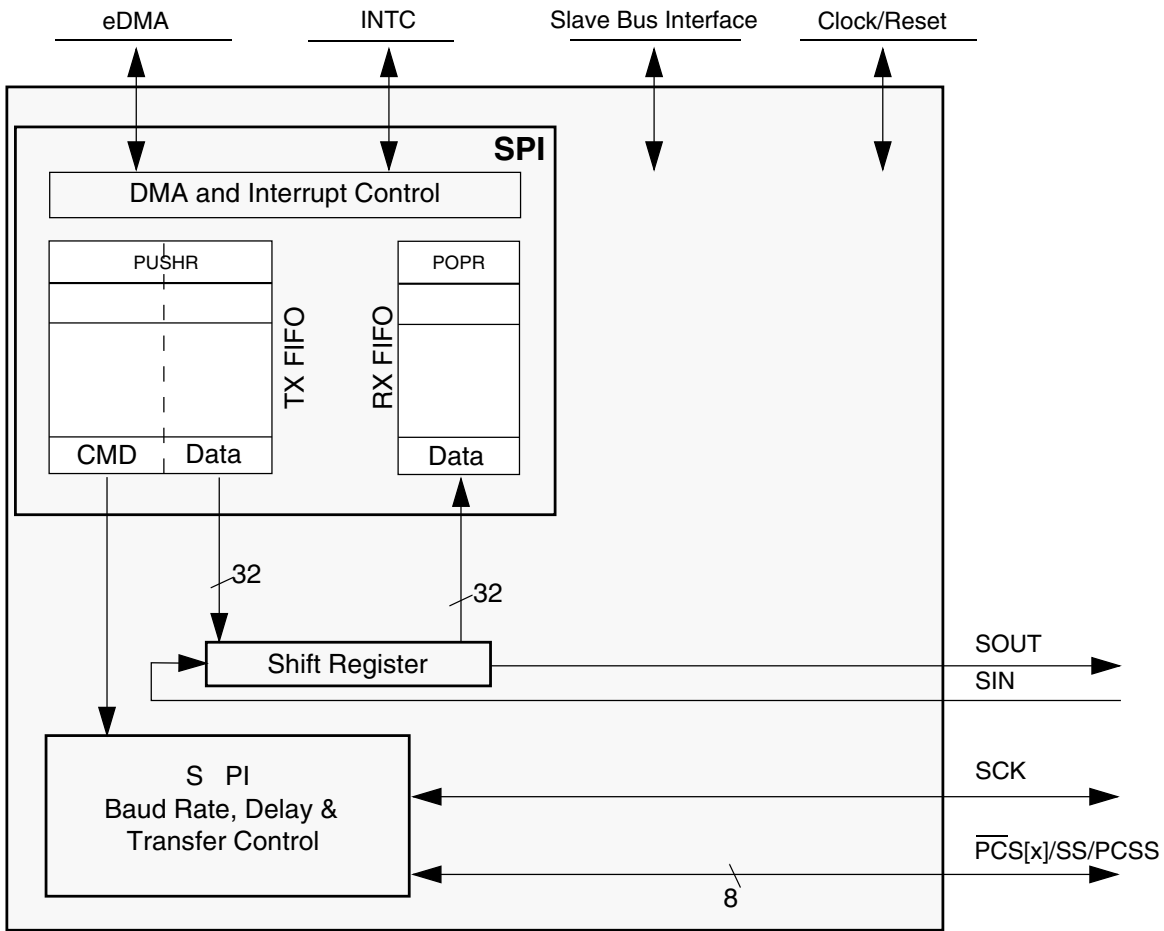 eDMA
INTC
Slave Bus Interface
Clock/Reset
SPI
DMA and Interrupt Control
PUSHR
POPR
TX FIFO
RX FIFO
CMD
Data
Data
32
32
Shift Register
SOUT
SIN
S PI
Baud Rate, Delay &
Transfer Control
SCK
PCS[x]/SS/PCSS
8